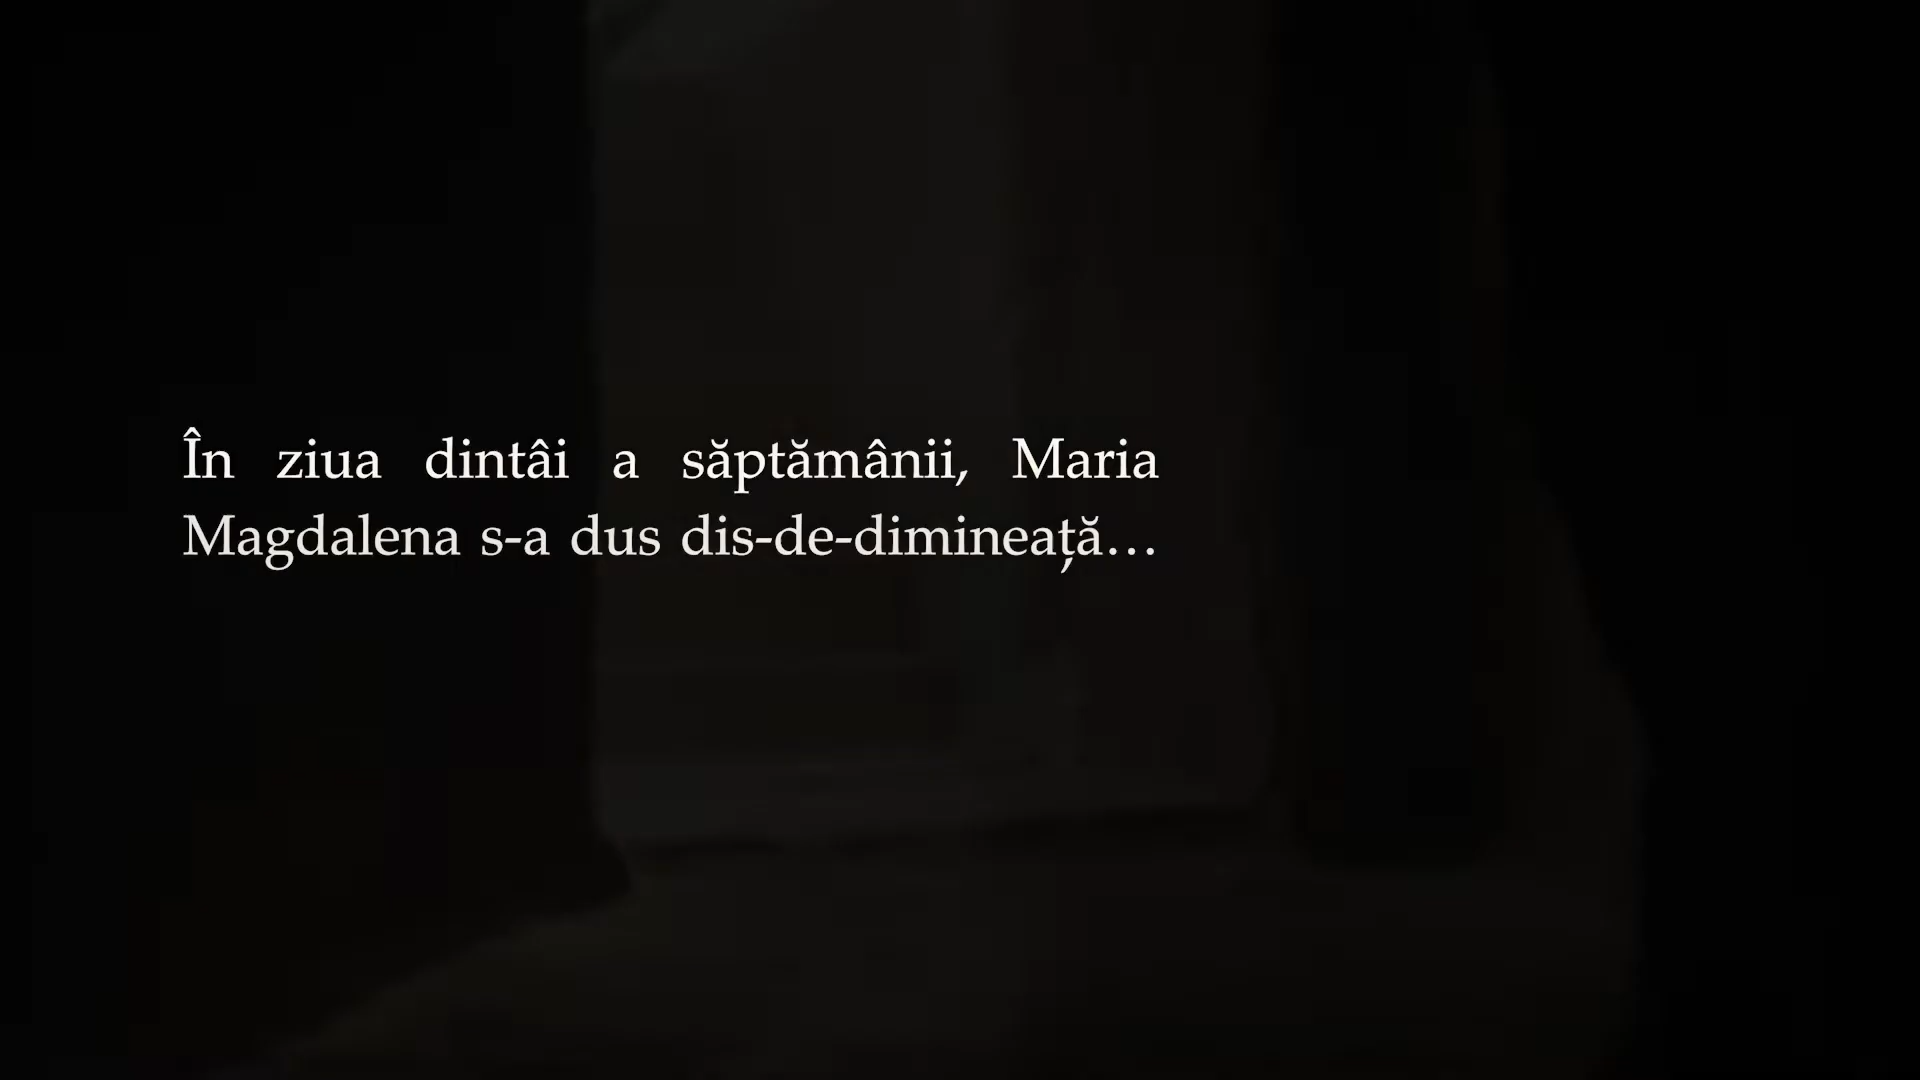 În ziua dintâi a săptămânii, Maria
Magdalena s-a dus dis-de-dimineață…